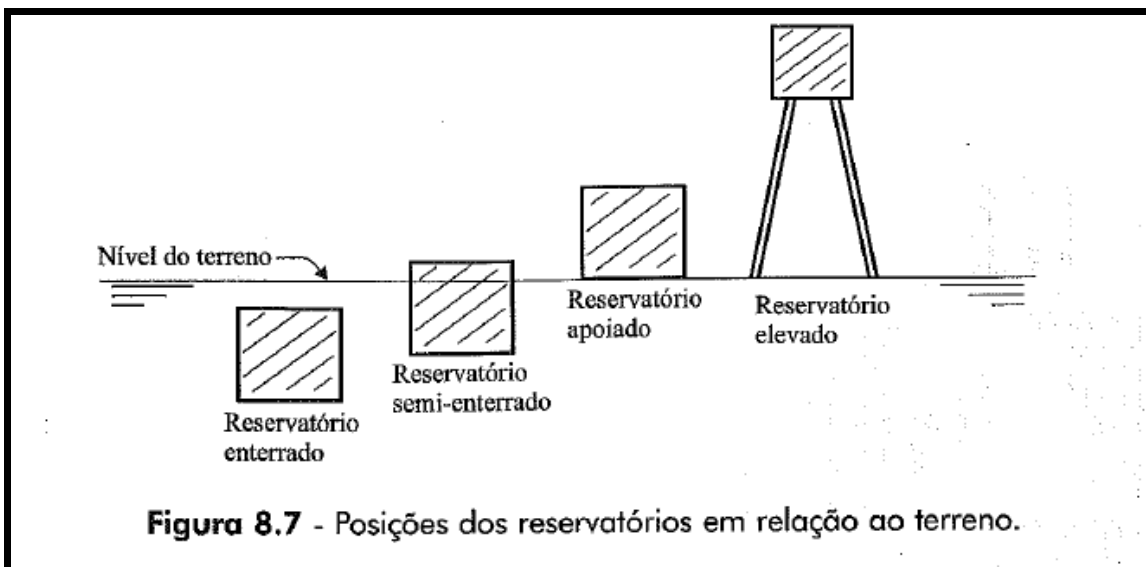 Nível do terreno
Reservatório
enterrado
Reservatório
semi-enterrado
Reservatório
apoiado
Reservatório
elevado
Figura 8.7 - Posições dos reservatórios em relação ao terreno.